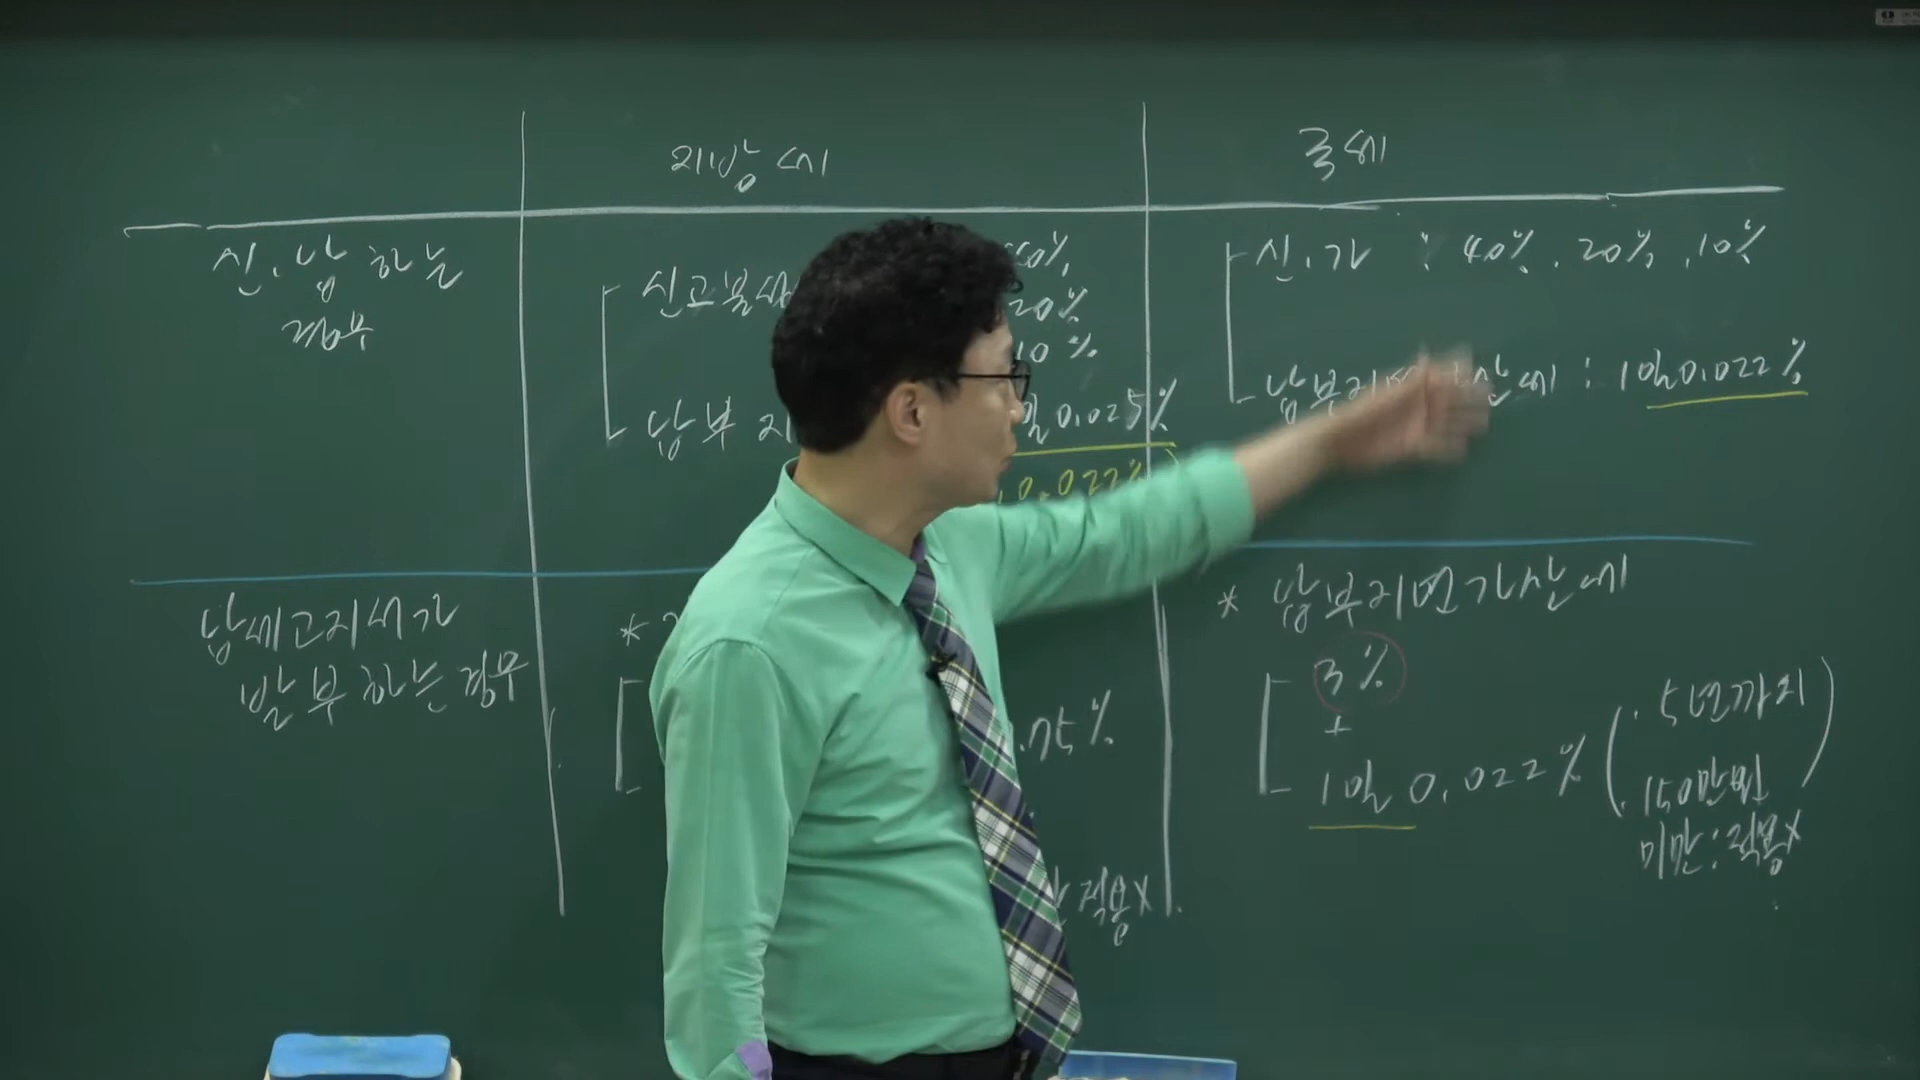 지방세
국세
신.납 하는
경우
신고불성
40%
20%
10%
납부 지
일 0.025%
0.022%
신.가 : 40%. 20%. 10%
납부지 산세 : 1일 0.022%
납세고지서가
발부하는 경우
*
.75%
적용X
* 납부지연가산세
3%
+
1일 0.022%
. 5년까지
. 150만원
미만 : 적용X